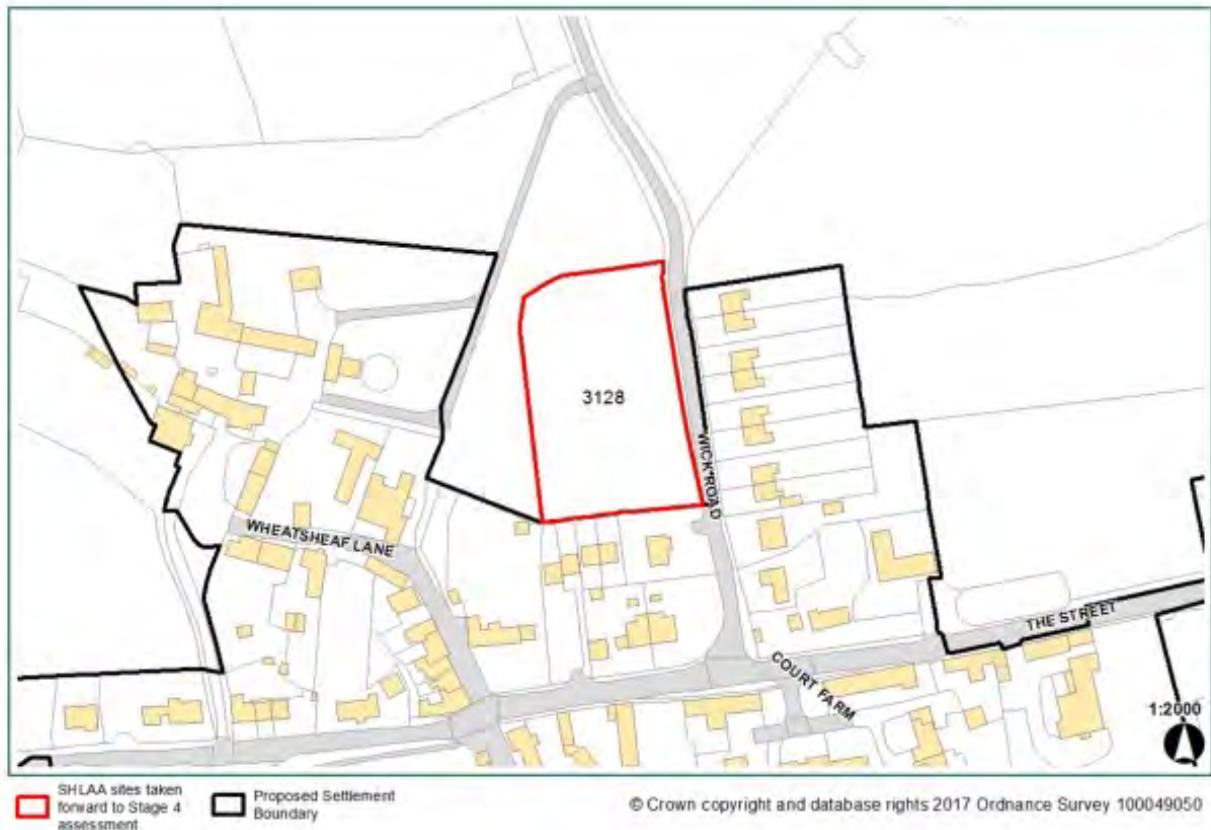 3128
WICK ROAD
WHEATSHEAF LANE
THE STREET
COURT FARM
1:2000
SHLAA sites taken
forward to Stage 4
assessment
Proposed Settlement
Boundary
© Crown copyright and database rights 2017 Ordnance Survey 100049050